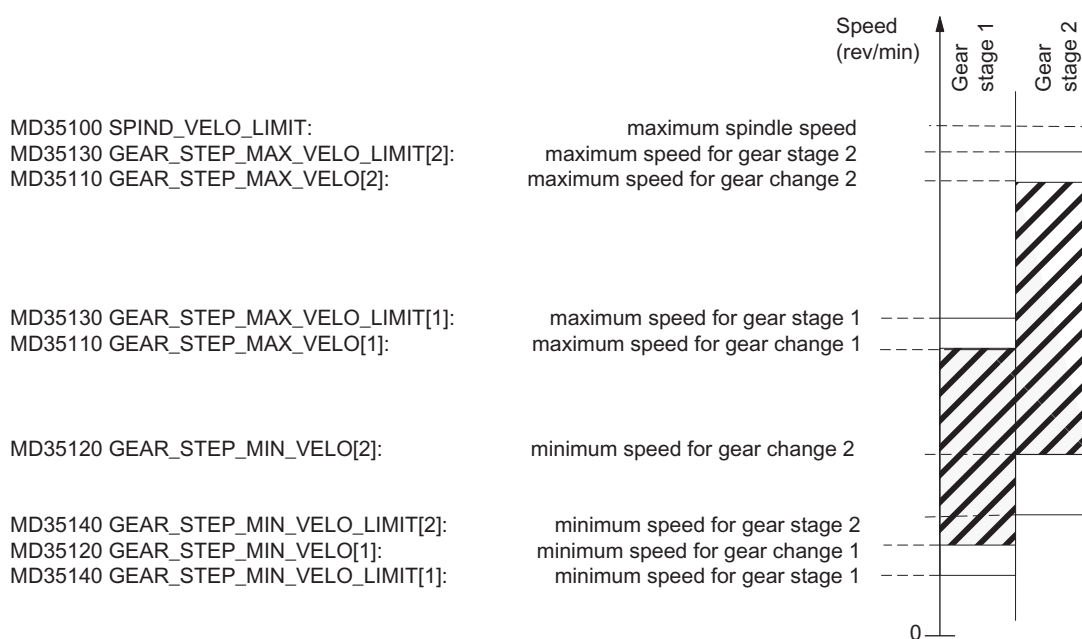 Speed
(rev/min)
Gear
stage 1
Gear
stage 2
MD35100 SPIND_VELO_LIMIT: maximum spindle speed
MD35130 GEAR_STEP_MAX_VELO_LIMIT[2]: maximum speed for gear stage 2
MD35110 GEAR_STEP_MAX_VELO[2]: maximum speed for gear change 2
MD35130 GEAR_STEP_MAX_VELO_LIMIT[1]: maximum speed for gear stage 1
MD35110 GEAR_STEP_MAX_VELO[1]: maximum speed for gear change 1
MD35120 GEAR_STEP_MIN_VELO[2]: minimum speed for gear change 2
MD35140 GEAR_STEP_MIN_VELO_LIMIT[2]: minimum speed for gear stage 2
MD35120 GEAR_STEP_MIN_VELO[1]: minimum speed for gear change 1
MD35140 GEAR_STEP_MIN_VELO_LIMIT[1]: minimum speed for gear stage 1
0